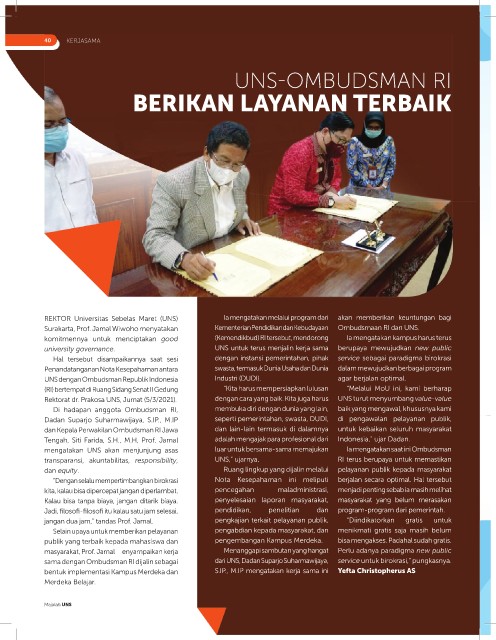 40 KERJASAMA
UNS-OMBUDSMAN RI
BERIKAN LAYANAN TERBAIK
REKTOR Universitas Sebelas Maret (UNS)
Surakarta, Prof. Jamal Wiwoho menyatakan
komitmennya untuk menciptakan good
university governance.
Hal tersebut disampaikannya saat sesi
Penandatanganan Nota Kesepahaman antara
UNS dengan Ombudsman Republik Indonesia
(RI) bertempat di Ruang Sidang Senat II Gedung
Rektorat dr. Prakosa UNS, Jumat (5/3/2021).
Di hadapan anggota Ombudsman RI,
Dadan Suparjo Suharmawijaya, S.IP., M.IP
dan Kepala Perwakilan Ombudsman RI Jawa
Tengah, Siti Farida, S.H., M.H, Prof. Jamal
mengatakan UNS akan menjunjung asas
transparansi, akuntabilitas, responsibility,
dan equity.
"Dengan selalu mempertimbangkan birokrasi
kita, kalau bisa dipercepat jangan diperlambat.
Kalau bisa tanpa biaya, jangan ditarik biaya.
Jadi, filosofi-filosofi itu kalau satu jam selesai,
jangan dua jam," tandas Prof. Jamal.
Selain upaya untuk memberikan pelayanan
publik yang terbaik kepada mahasiswa dan
masyarakat, Prof. Jamal enyampaikan kerja
sama dengan Ombudsman RI dijalin sebagai
bentuk implementasi Kampus Merdeka dan
Merdeka Belajar.
Ia mengatakan melalui program dari
Kementerian Pendidikan dan Kebudayaan
(Kemendikbud) RI tersebut, mendorong
UNS untuk terus menjalin kerja sama
dengan instansi pemerintahan, pihak
swasta, termasuk Dunia Usaha dan Dunia
Industri (DUDI).
"Kita harus mempersiapkan lulusan
dengan cara yang baik. Kita juga harus
membuka diri dengan dunia yang lain,
seperti pemerintahan, swasta, DUDI,
dan lain-lain termasuk di dalamnya
adalah mengajak para profesional dari
luar untuk bersama-sama memajukan
UNS," ujarnya.
Ruang lingkup yang dijalin melalui
Nota Kesepahaman ini meliputi
pencegahan maladministrasi,
penyelesaian laporan masyarakat,
pendidikan, penelitian dan
pengkajian terkait pelayanan publik,
pengabdian kepada masyarakat, dan
pengembangan Kampus Merdeka.
Menanggapi sambutan yang hangat
dari UNS, Dadan Suparjo Suharmawijaya,
S.IP., M.IP mengatakan kerja sama ini
akan memberikan keuntungan bagi
Ombudsmaan RI dan UNS.
Ia mengatakan kampus harus terus
berupaya mewujudkan new public
service sebagai paradigma birokrasi
dalam mewujudkan berbagai program
agar berjalan optimal.
"Melalui MoU ini, kami berharap
UNS turut menyumbang value-value
baik yang mengawal, khususnya kami
di pengawalan pelayanan publik,
untuk kebaikan seluruh masyarakat
Indonesia," ujar Dadan.
Ia mengatakan saat ini Ombudsman
RI terus berupaya untuk memastikan
pelayanan publik kepada masyarakat
berjalan secara optimal. Hal tersebut
menjadi penting sebab ia masih melihat
masyarakat yang belum merasakan
program-program dari pemerintah.
"Diindikatorkan gratis untuk
menikmati gratis saja masih belum
bisa mengakses. Padahal sudah gratis.
Perlu adanya paradigma new public
service untuk birokrasi," pungkasnya.
Yefta Christopherus AS
Majalah UNS